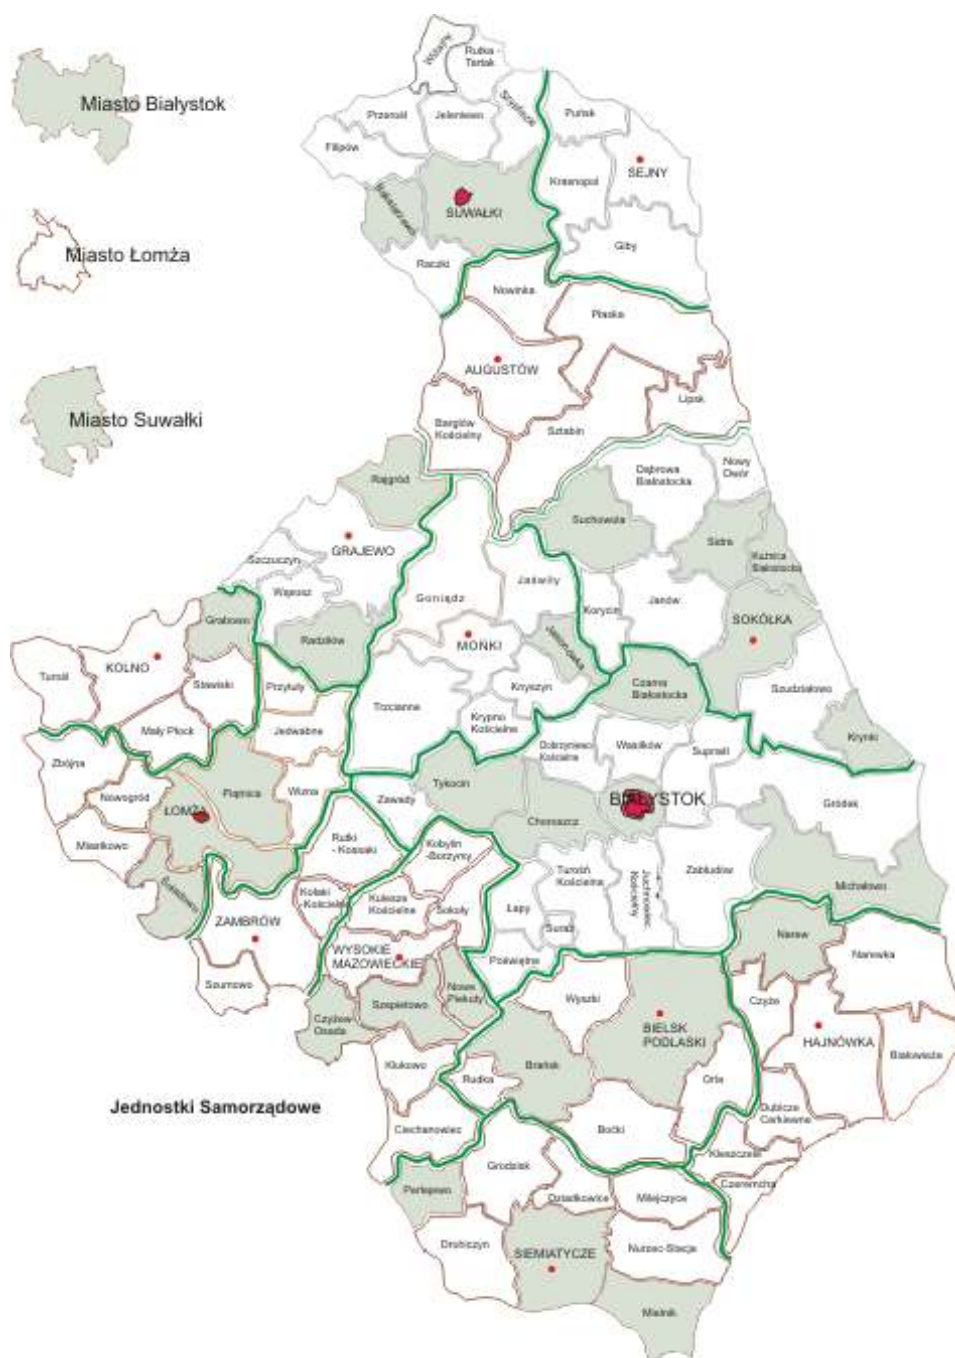 Wiżajny
Rutka -
Tartak
Miasto Białystok
Szypliszki
Przerośl
Jeleniewo
Puńsk
Filipów
SEJNY
Krasnopol
Bakałarzewo
SUWAŁKI
Miasto Łomża
Giby
Raczki
Nowinka
Płaska
AUGUSTÓW
Lipsk
Miasto Suwałki
Bargłów
Kościelny
Sztabin
Nowy
Dwór
Dąbrowa
Białostocka
Rajgród
Suchowola
Sidra
GRAJEWO
Kuźnica
Białostocka
Szczuczyn
Wąsosz
Goniądz
Jaświły
Janów
Korycin
Grabowo
SOKÓŁKA
Radziłów
MOŃKI
Jasion-ówka
KOLNO
Turośl
Stawiski
Przytuły
Knyszyn
Czarna
Białostocka
Szudziałowo
Trzcianne
Krypno
Kościelne
Mały Płock
Jedwabne
Krynki
Dobrzyniewo
Kościelne
Wasilków
Supraśl
Zbójna
Tykocin
Piątnica
Wizna
Nowogród
Zawady
BIAŁYSTOK
Gródek
ŁOMŻA
Choroszcz
Miastkowo
Rutki
- Kossaki
Kobylin
-Borzymy
Turośń
Kościelna
Juchnowiec
Kościelny
Zabłudów
Michałowo
Śniadowo
Kołaki
Kościelne
Kulesze
Kościelne
Sokoły
Łapy
ZAMBRÓW
Suraż
Narew
WYSOKIE
MAZOWIECKIE
Poświętne
Narewka
Szumowo
Nowe
Piekuty
Szepietowo
Wyszki
Czyże
Czyżew
Osada
BIELSK
PODLASKI
HAJNÓWKA
Białowieża
Klukowo
Brańsk
Rudka
Orla
Jednostki Samorządowe
Dubicze
Cerkiewne
Ciechanowiec
Boćki
Kleszczele
Grodzisk
Czeremcha
Perlejewo
Dziadkowice
Milejczyce
Drohiczyn
SIEMIATYCZE
Nurzec-Stacja
Mielnik